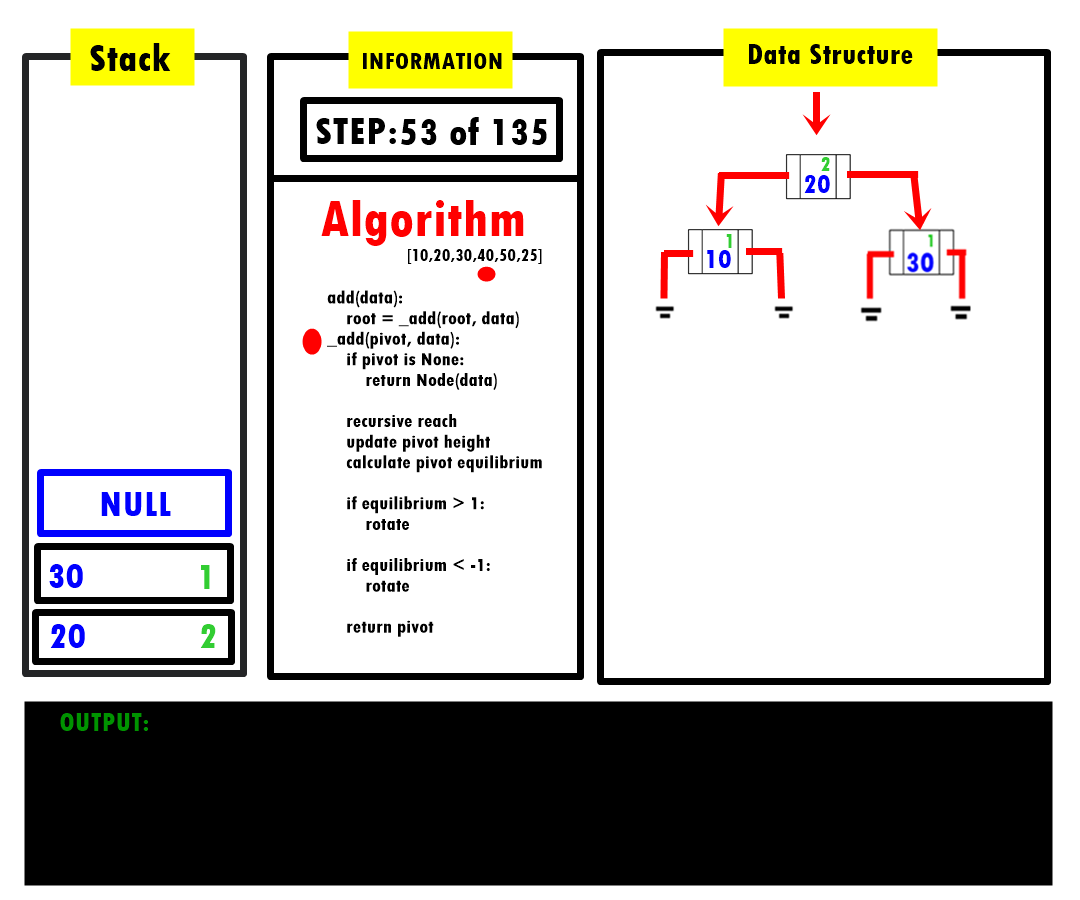 Stack
NULL
30 1
20 2
INFORMATION
STEP:53 of 135
Algorithm
[10,20,30,40,50,25]
add(data):
root = _add(root, data)
_add(pivot, data):
if pivot is None:
return Node(data)
recursive reach
update pivot height
calculate pivot equilibrium
if equilibrium > 1:
rotate
if equilibrium < -1:
rotate
return pivot
Data Structure
2
20
1
10
1
30
OUTPUT: